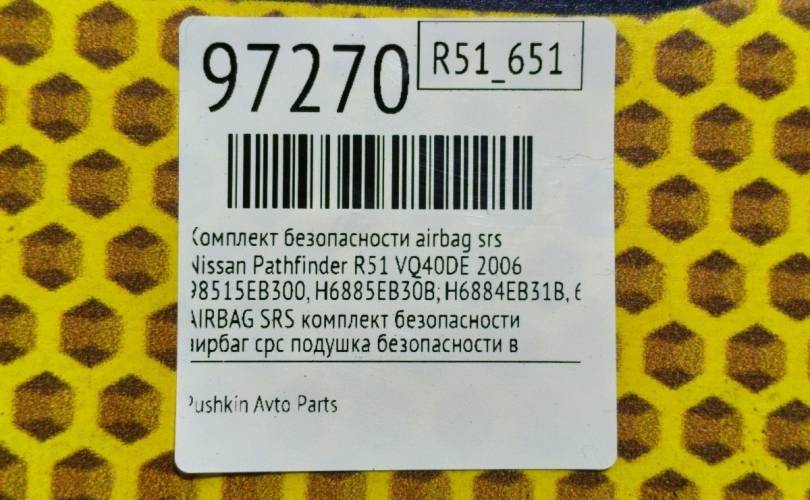 97270
R51_651
Комплект безопасности airbag srs
Nissan Pathfinder R51 VQ40DE 2006
98515EB300, H6885EB30B; H6884EB31B, 6
AIRBAG SRS комплект безопасности
аирбаг срс подушка безопасности в
Pushkin Avto Parts